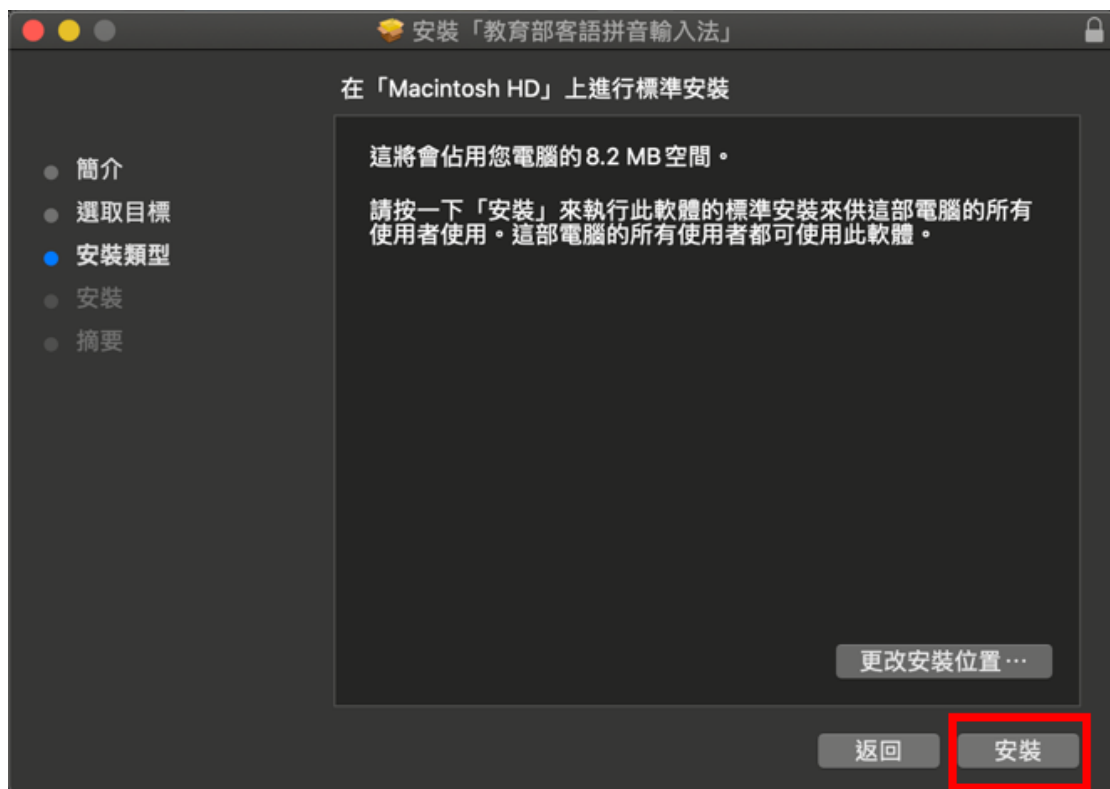 安裝「教育部客語拼音輸入法」
在「Macintosh HD」上進行標準安裝
簡介
選取目標
安裝類型
安裝
摘要
這將會佔用您電腦的 8.2 MB 空間。
請按一下「安裝」來執行此軟體的標準安裝來供這部電腦的所有
使用者使用。這部電腦的所有使用者都可使用此軟體。
更改安裝位置⋯
返回
安裝